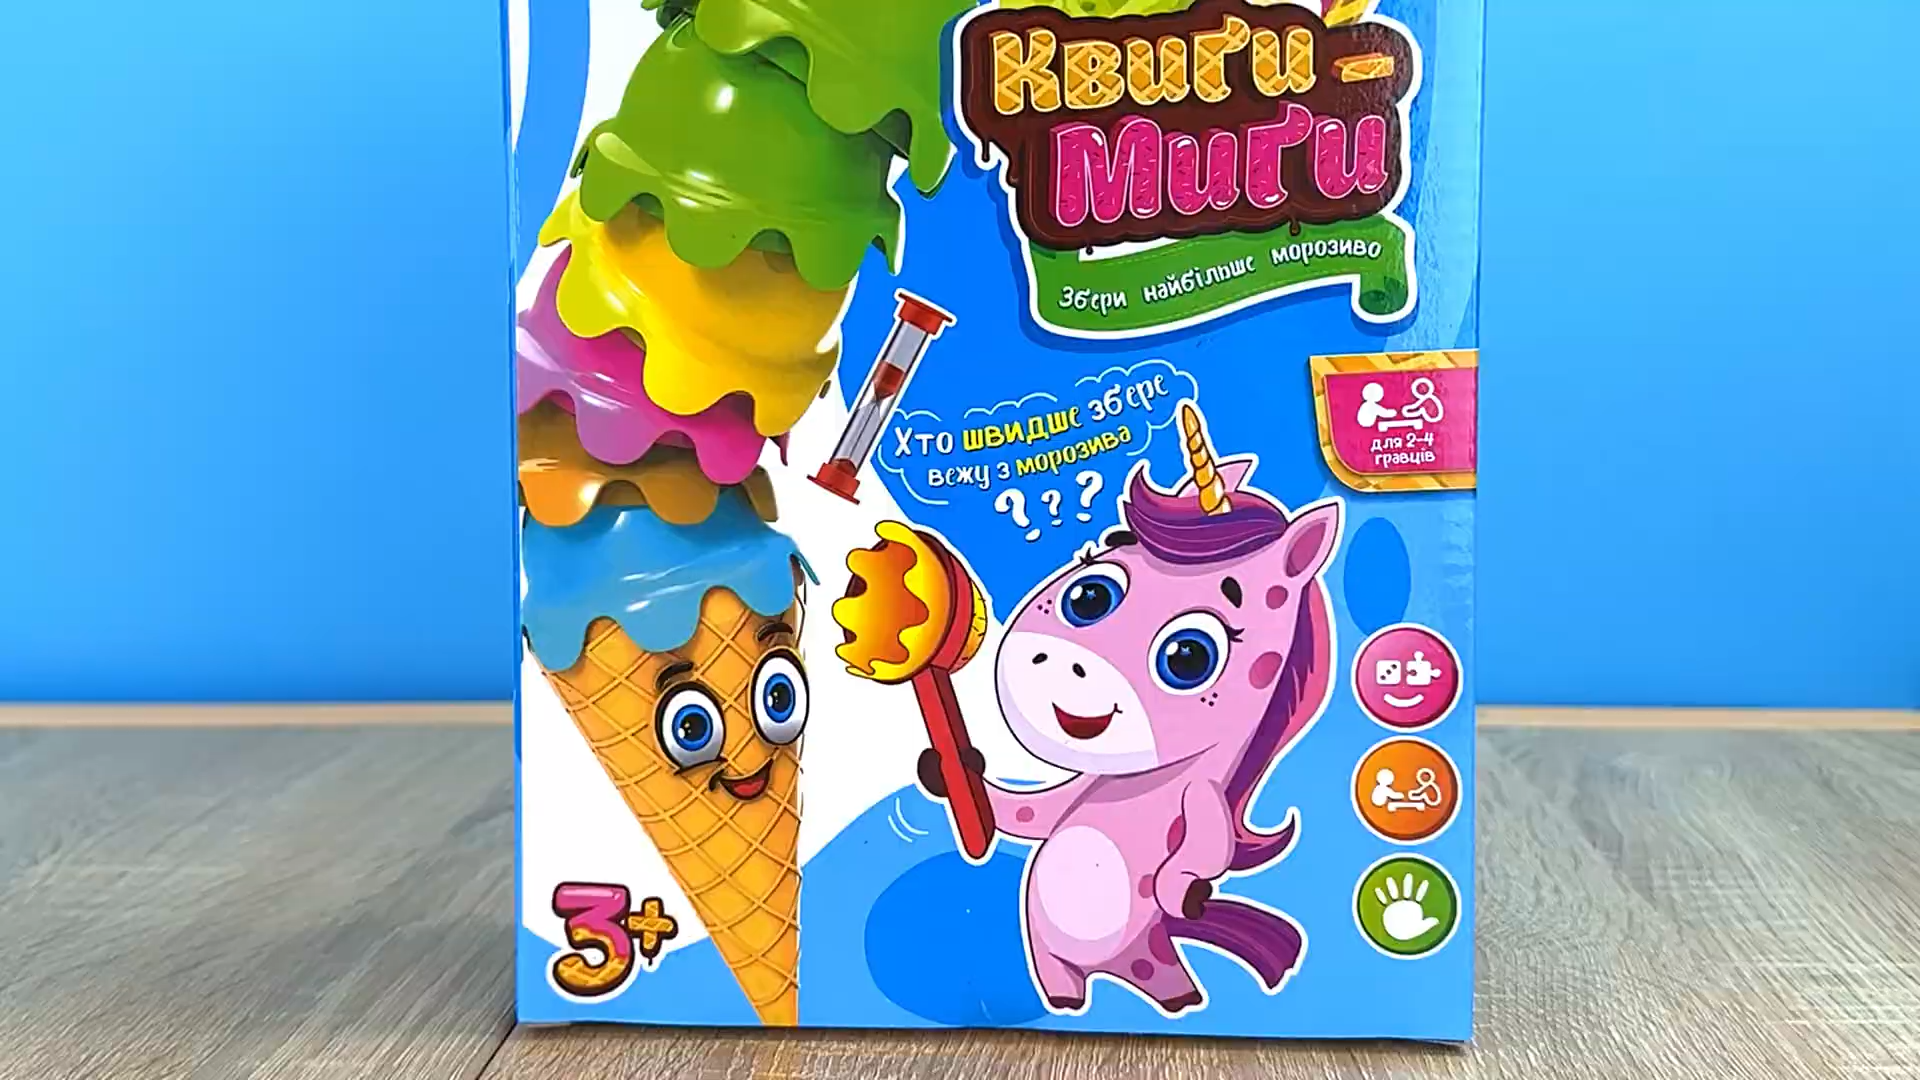 Квиґи-
Миґи
Збери найбільше морозиво
Хто швидше збере
вежу з морозива
???
для 2-4
гравців
3+